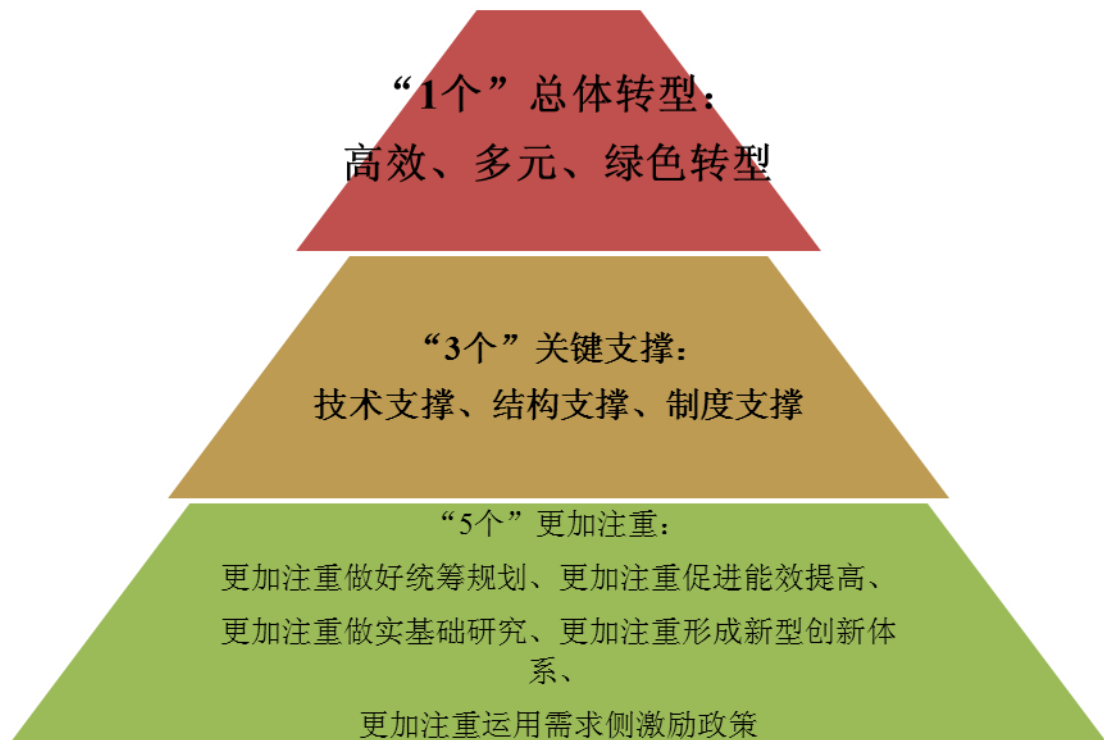 “1个”总体转型：
高效、多元、绿色转型
“3个”关键支撑：
技术支撑、结构支撑、制度支撑
“5个”更加注重：
更加注重做好统筹规划、更加注重促进能效提高、
更加注重做实基础研究、更加注重形成新型创新体
系、
更加注重运用需求侧激励政策